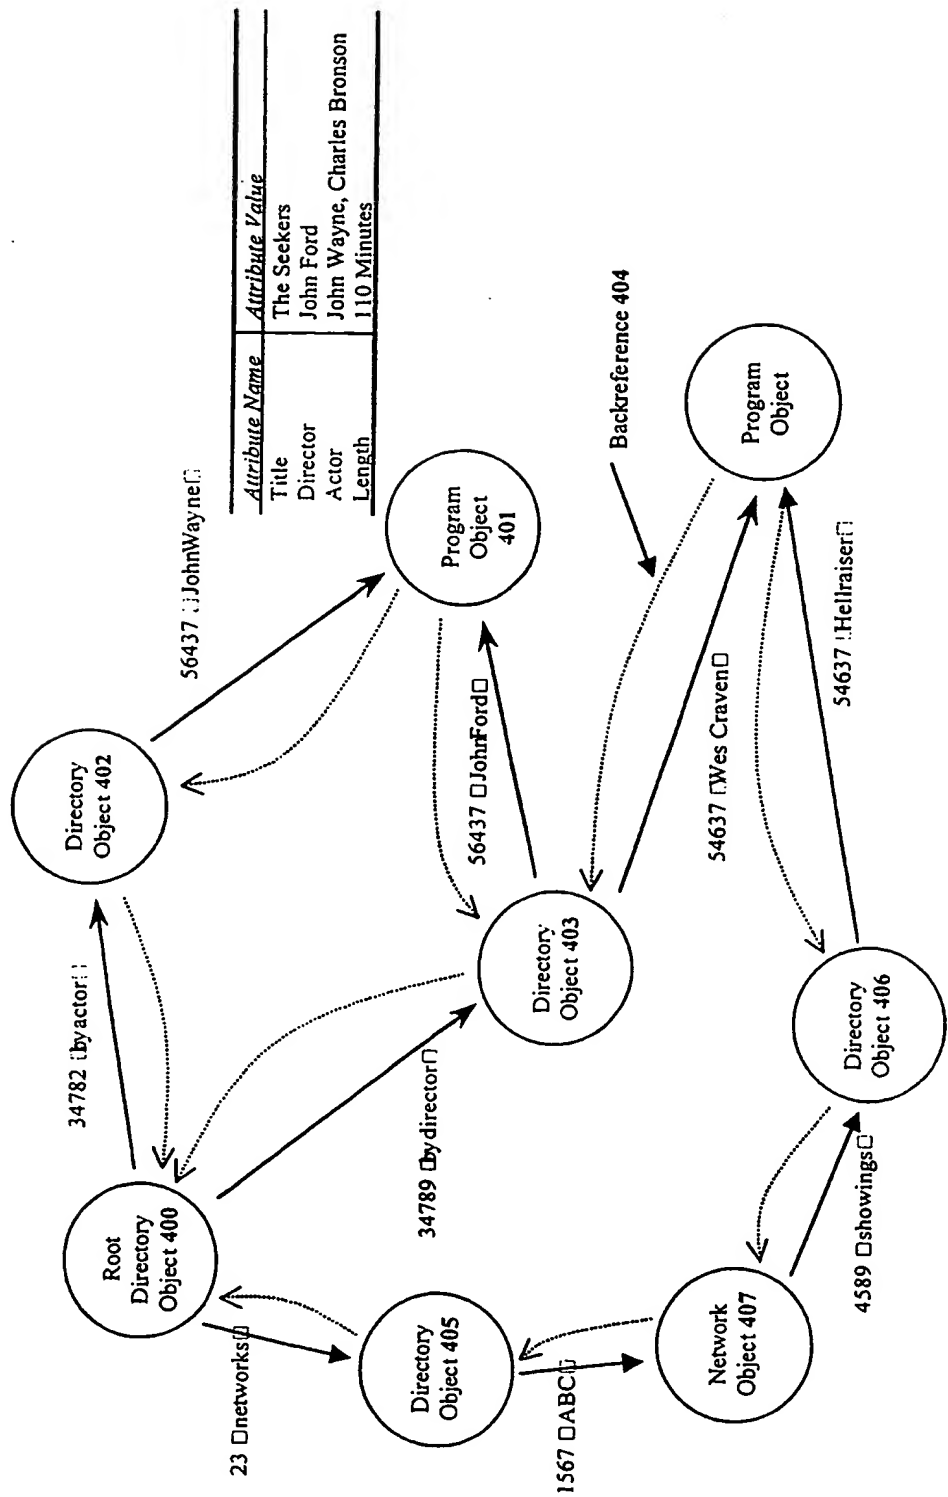 Root
Directory
Object 400
34782 □by actor□
Directory
Object 402
56437 □JohnWayne□
Attribute Name Attribute Value
Title The Seekers
Director John Ford
Actor John Wayne, Charles Bronson
Length 110 Minutes
Program
Object
401
34789 □bydirector□
Directory
Object 403
56437 □JohnFord□
Backreference 404
23 □networks□
Directory
Object 405
54637 □Wes Craven□
Program
Object
1567 □ABC□
Network
Object 407
4589 □showings□
Directory
Object 406
54637 □Hellraiser□